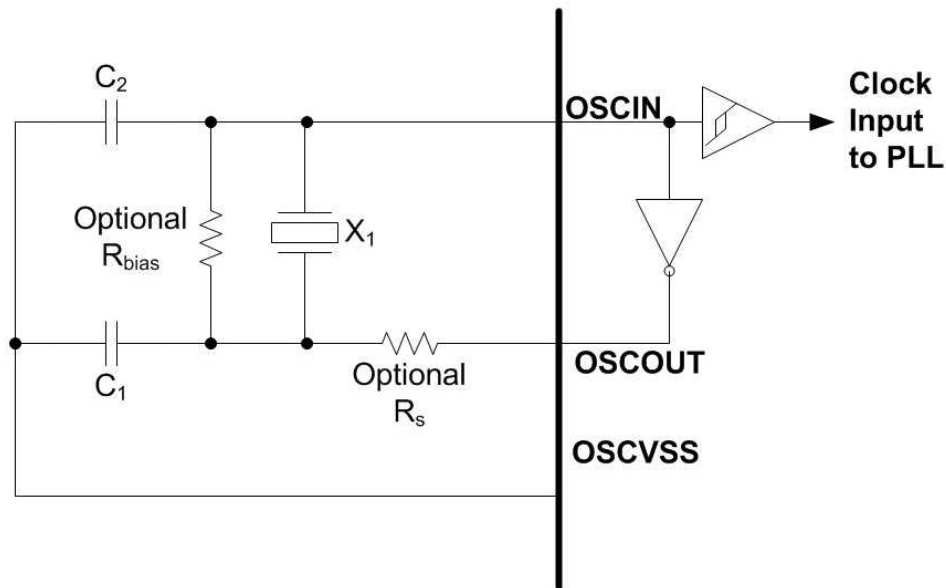 C2
OSCIN
Clock
Input
to PLL
Optional
Rbias
X1
C1
Optional
Rs
OSCOUT
OSCVSS